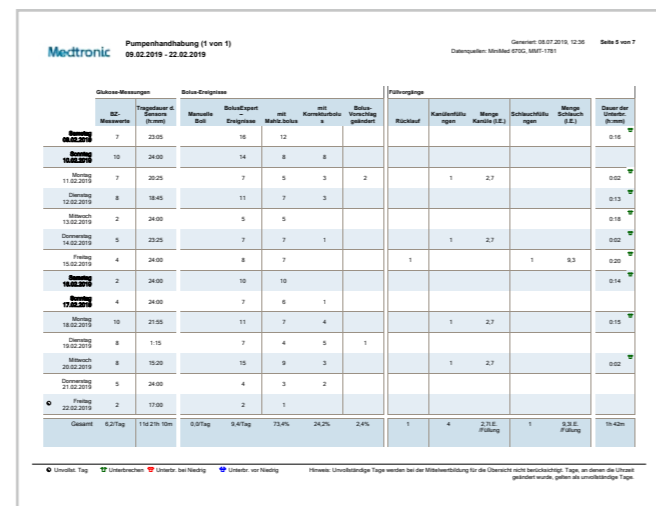 Medtronic
Pumpenhandhabung (1 von 1)
09.02.2019 - 22.02.2019
Generiert: 08.07.2019, 12:36 Seite 5 von 7
Datenquellen: MiniMed 670G, MMT-1781
Glukose-Messungen Bolus-Ereignisse Füllvorgänge
BZ-Messwerte Tragedauer d. Sensors (h:mm) Manuelle Boli BolusExpert – Ereignisse mit Mahlz.bolus mit Korrekturbolus Bolus-Vorschlag geändert Rücklauf Kanülenfüllungen Menge Kanüle (I.E.) Schlauchfüllungen Menge Schlauch (I.E.) Dauer der Unterbr. (h:mm)
Samstag 09.02.2019 7 23:05 16 12 0:16
Sonntag 10.02.2019 10 24:00 14 8 8
Montag 11.02.2019 7 20:25 7 5 3 2 1 2,7 0:02
Dienstag 12.02.2019 8 18:45 11 7 3 0:13
Mittwoch 13.02.2019 2 24:00 5 5 0:18
Donnerstag 14.02.2019 5 23:25 7 7 1 1 2,7 0:02
Freitag 15.02.2019 4 24:00 8 7 1 1 9,3 0:20
Samstag 16.02.2019 2 24:00 10 10 0:14
Sonntag 17.02.2019 4 24:00 7 6 1
Montag 18.02.2019 10 21:55 11 7 4 1 2,7 0:15
Dienstag 19.02.2019 8 1:15 7 4 5 1
Mittwoch 20.02.2019 8 15:20 15 9 3 1 2,7 0:02
Donnerstag 21.02.2019 5 24:00 4 3 2
Freitag 22.02.2019 2 17:00 2 1
Gesamt 6,2/Tag 11d 21h 10m 0,0/Tag 9,4/Tag 73,4% 24,2% 2,4% 1 4 2,7I.E. /Füllung 1 9,3I.E. /Füllung 1h 42m
Unvollst. Tag Unterbrechen Unterbr. bei Niedrig Unterbr. vor Niedrig Hinweis: Unvollständige Tage werden bei der Mittelwertbildung für die Übersicht nicht berücksichtigt. Tage, an denen die Uhrzeit
geändert wurde, gelten als unvollständige Tage.